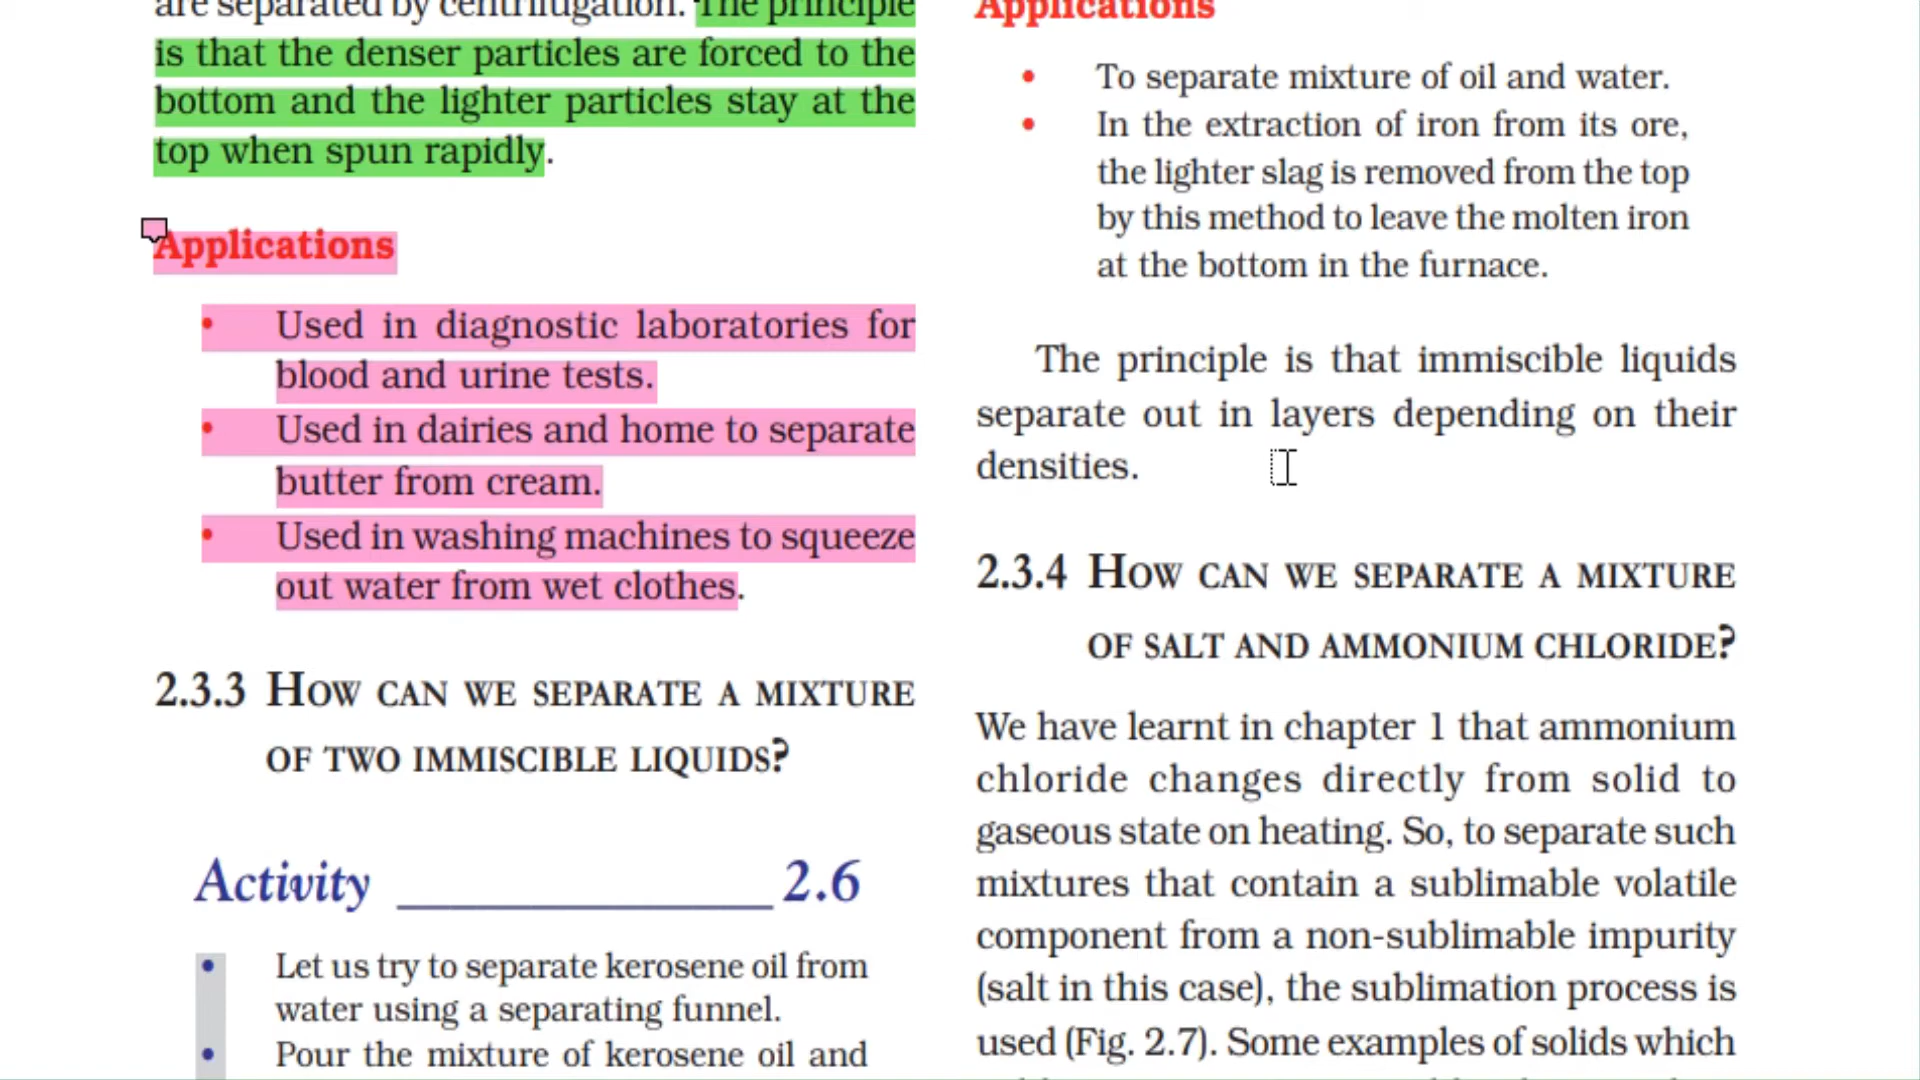 are separated by centrifugation. The principle
is that the denser particles are forced to the
bottom and the lighter particles stay at the
top when spun rapidly.
Applications
• Used in diagnostic laboratories for
blood and urine tests.
• Used in dairies and home to separate
butter from cream.
• Used in washing machines to squeeze
out water from wet clothes.
2.3.3 HOW CAN WE SEPARATE A MIXTURE
OF TWO IMMISCIBLE LIQUIDS?
Activity ______________ 2.6
• Let us try to separate kerosene oil from
water using a separating funnel.
• Pour the mixture of kerosene oil and
Applications
• To separate mixture of oil and water.
• In the extraction of iron from its ore,
the lighter slag is removed from the top
by this method to leave the molten iron
at the bottom in the furnace.
The principle is that immiscible liquids
separate out in layers depending on their
densities.
2.3.4 HOW CAN WE SEPARATE A MIXTURE
OF SALT AND AMMONIUM CHLORIDE?
We have learnt in chapter 1 that ammonium
chloride changes directly from solid to
gaseous state on heating. So, to separate such
mixtures that contain a sublimable volatile
component from a non-sublimable impurity
(salt in this case), the sublimation process is
used (Fig. 2.7). Some examples of solids which